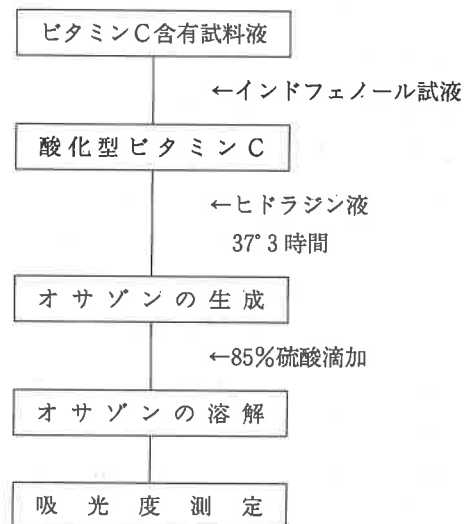 ビタミンC含有試料液
←インドフェノール試液
酸化型ビタミンC
←ヒドラジン液
37° 3時間
オサゾンの生成
←85%硫酸滴加
オサゾンの溶解
吸光度測定